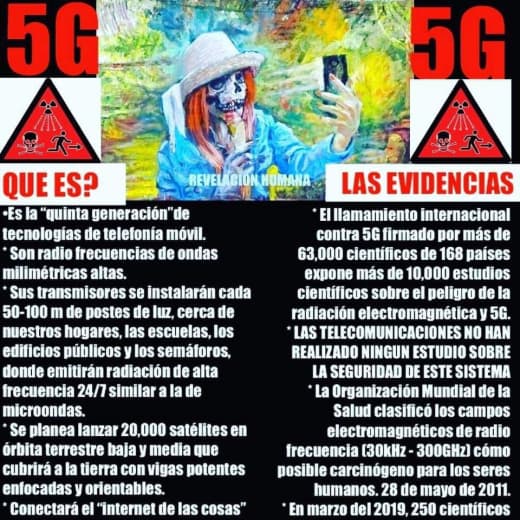 5G
5G
REVELACION HUMANA
QUE ES?
•Es la “quinta generación”de
tecnologías de telefonía móvil.
* Son radio frecuencias de ondas
milimétricas altas.
* Sus transmisores se instalarán cada
50-100 m de postes de luz, cerca de
nuestros hogares, las escuelas, los
edificios públicos y los semáforos,
donde emitirán radiación de alta
frecuencia 24/7 similar a la de
microondas.
* Se planea lanzar 20,000 satélites en
órbita terrestre baja y media que
cubrirá a la tierra con vigas potentes
enfocadas y orientables.
* Conectará el “internet de las cosas”
LAS EVIDENCIAS
* El llamamiento internacional
contra 5G firmado por más de
63,000 científicos de 168 países
expone más de 10,000 estudios
científicos sobre el peligro de la
radiación electromagnética y 5G.
* LAS TELECOMUNICACIONES NO HAN
REALIZADO NINGUN ESTUDIO SOBRE
LA SEGURIDAD DE ESTE SISTEMA
* La Organización Mundial de la
Salud clasificó los campos
electromagnéticos de radio
frecuencia (30kHz - 300GHz) cómo
posible carcinógeno para los seres
humanos. 28 de mayo de 2011.
* En marzo del 2019, 250 científicos